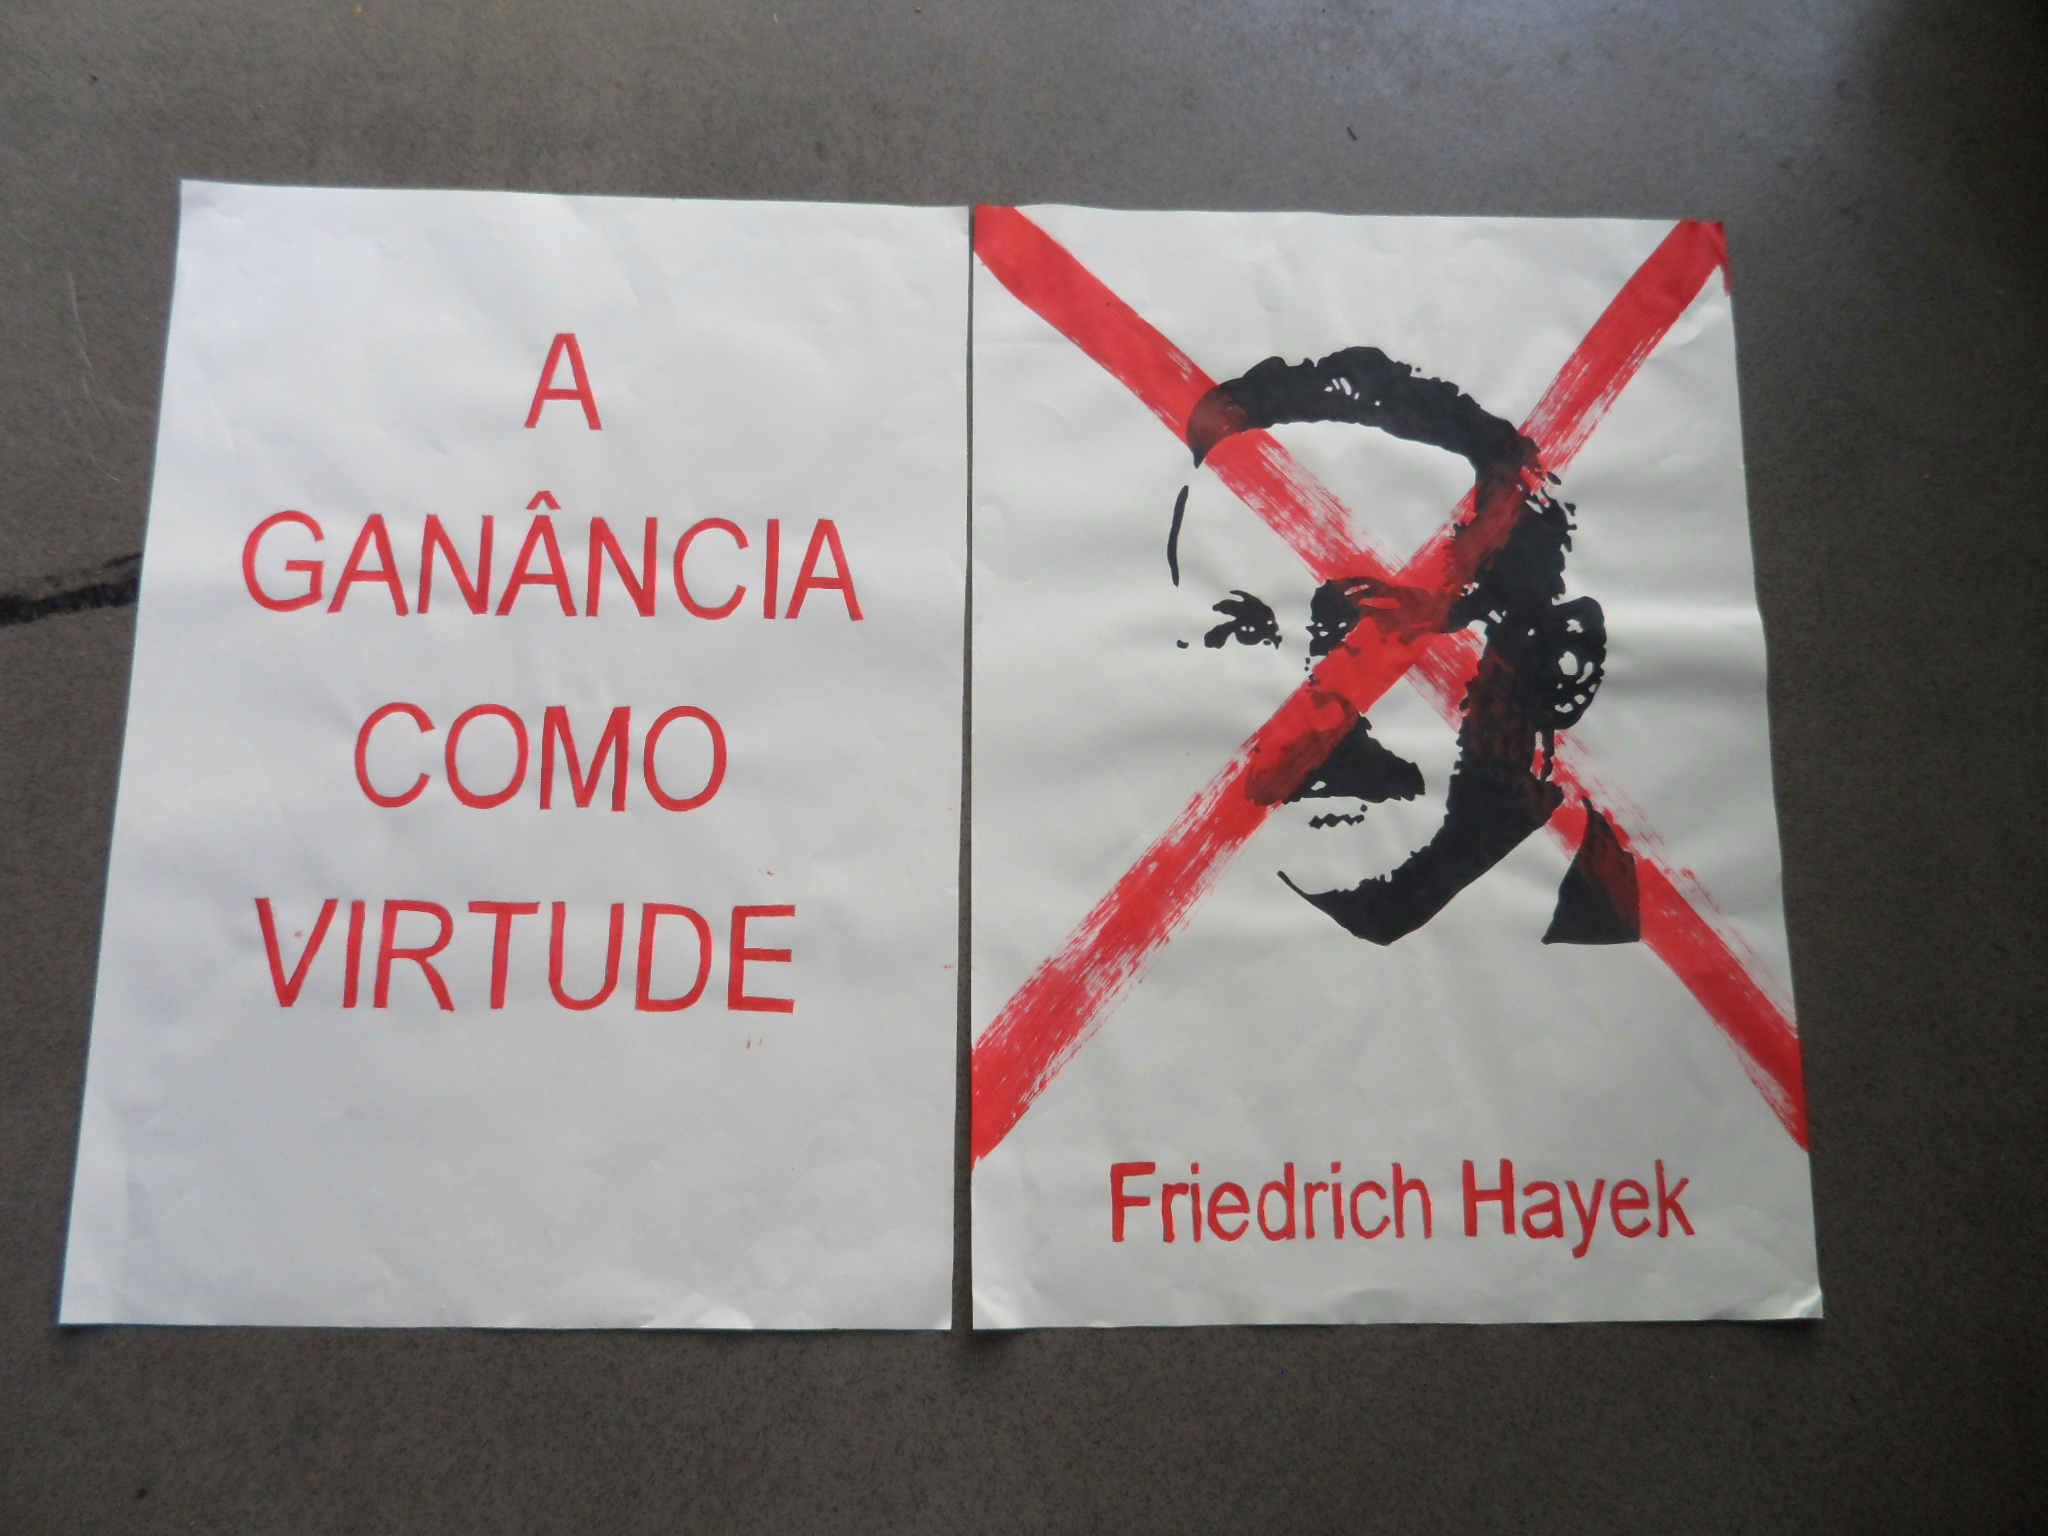 A
GANÂNCIA
COMO
VIRTUDE
Friedrich Hayek